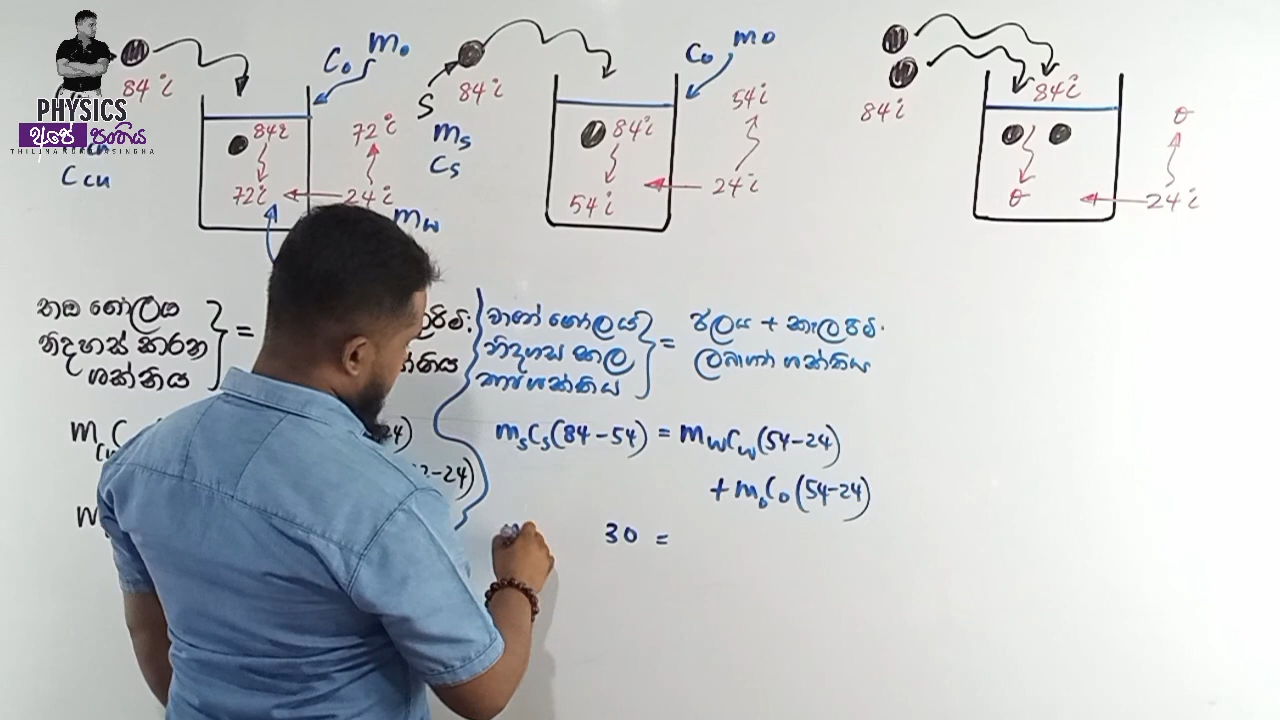 PHYSICS
අපේ පංතිය
84°c
C₀ m₀
84°c
72°c
72°c
24°c
mw
Ccu
S
ms
Cs
84°c
C₀ m₀
84°c
54°c
54°c
24°c
84°c
84°c
θ
θ
24°c
තඹ ගෝලය
නිදහස් කරන
ශක්තිය
=
වානේ ගෝලය
නිදහස් කල
තාප ශක්තිය
= ජලය + කැලරිමි.
ලබාගත් ශක්තිය
msCs(84-54) = mwCw(54-24)
+ m₀C₀(54-24)
30 =